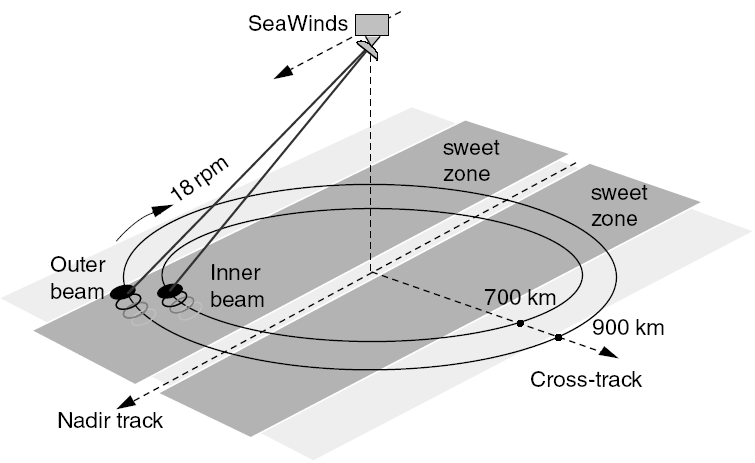 SeaWinds
sweet
zone
sweet
zone
18 rpm
Outer
beam
Inner
beam
700 km
900 km
Cross-track
Nadir track